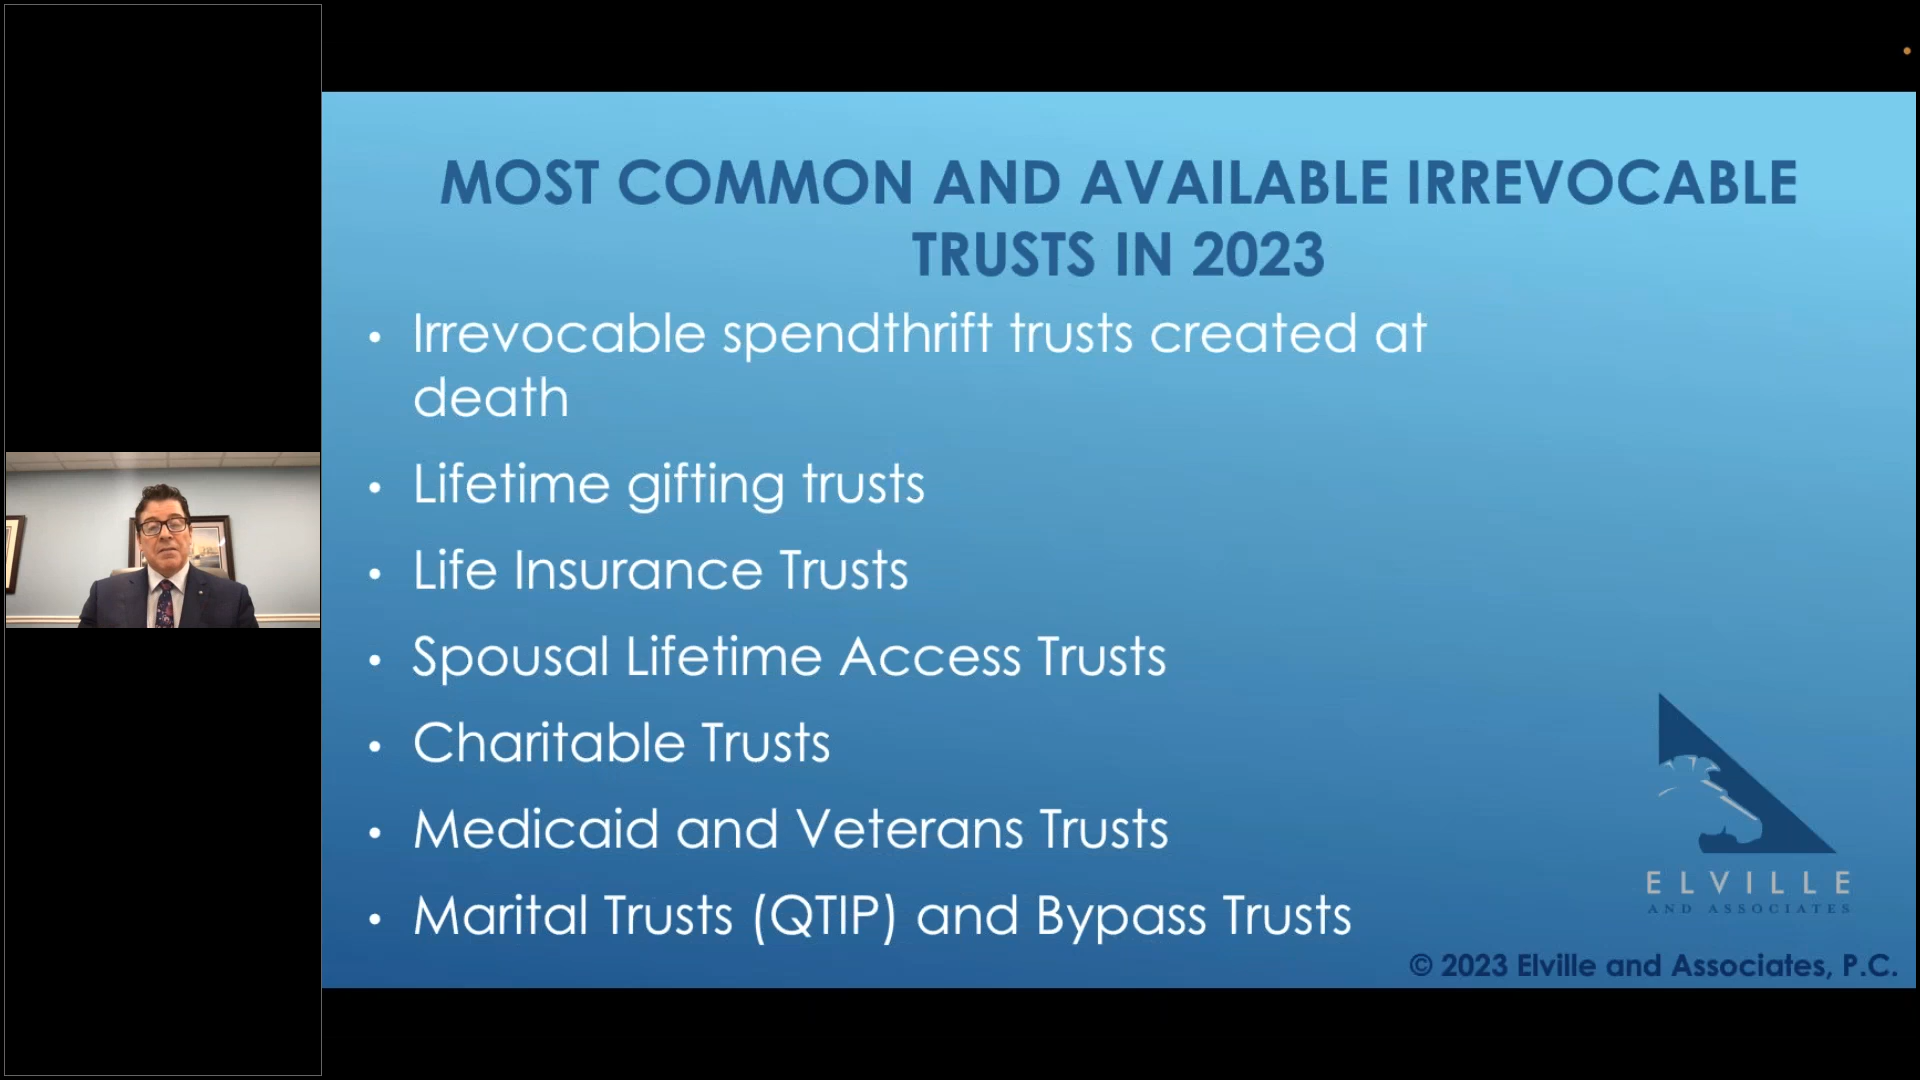 MOST COMMON AND AVAILABLE IRREVOCABLE
TRUSTS IN 2023
• Irrevocable spendthrift trusts created at
death
• Lifetime gifting trusts
• Life Insurance Trusts
• Spousal Lifetime Access Trusts
• Charitable Trusts
• Medicaid and Veterans Trusts
• Marital Trusts (QTIP) and Bypass Trusts
ELVILLE
AND ASSOCIATES
© 2023 Elville and Associates, P.C.